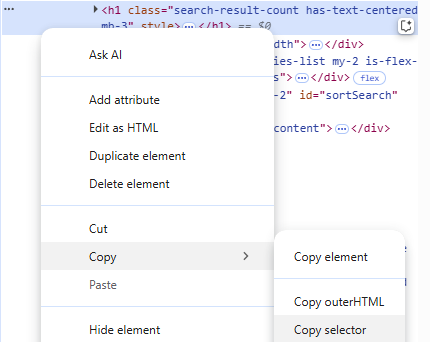 <h1 class="search-result-count has-text-centered
mb-3" style>…</h1> == $0
Ask AI
dth">…</div>
ies-list my-2 is-flex-
s">…</div> flex
Add attribute
-2" id="sortSearch"
Edit as HTML
content">…</div>
Duplicate element
Delete element
Cut
Copy
Copy element
Paste
Copy outerHTML
Hide element
Copy selector